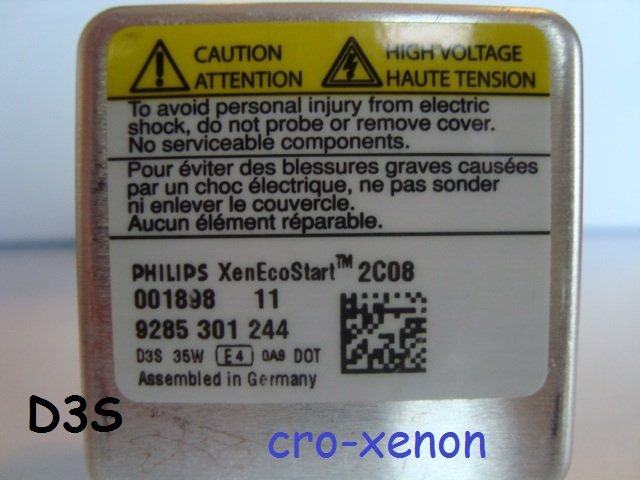 CAUTION
ATTENTION
HIGH VOLTAGE
HAUTE TENSION
To avoid personal injury from electric
shock, do not probe or remove cover.
No serviceable components.
Pour éviter des blessures graves causées
par un choc électrique, ne pas sonder
ni enlever le couvercle.
Aucun élément réparable.
PHILIPS XenEcoStart™ 2C08
001898 11
9285 301 244
D3S 35W E4 0A9 DOT
Assembled in Germany
D3S
cro-xenon